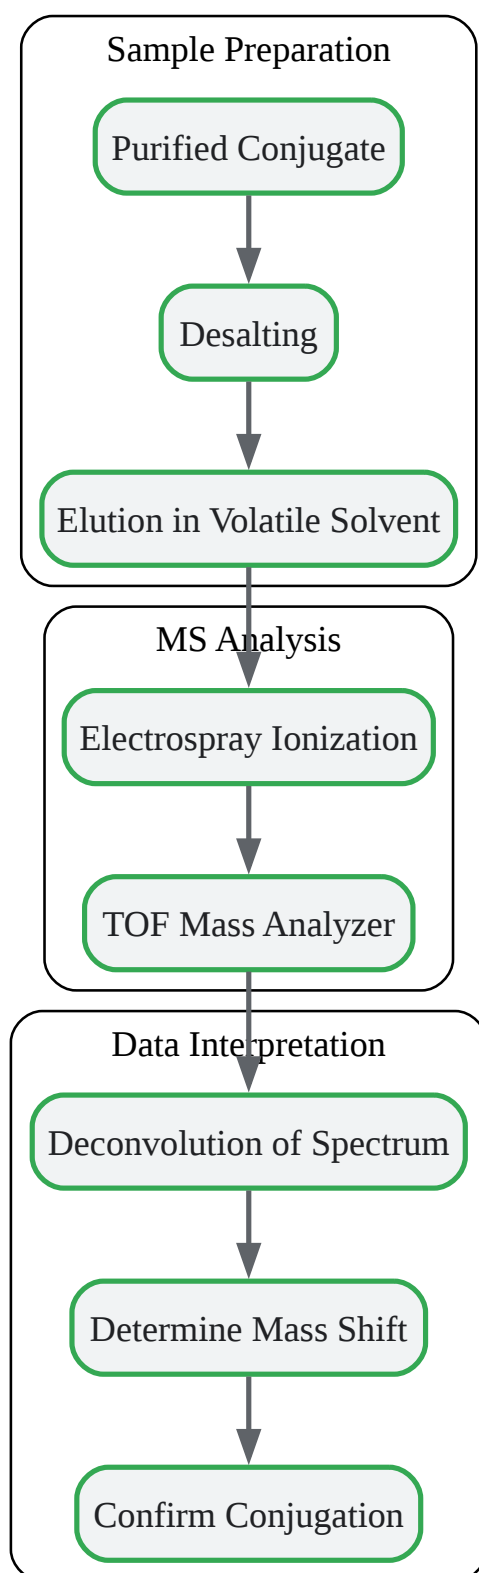 Sample Preparation
Purified Conjugate
Desalting
Elution in Volatile Solvent
MS Analysis
Electrospray Ionization
TOF Mass Analyzer
Data Interpretation
Deconvolution of Spectrum
Determine Mass Shift
Confirm Conjugation